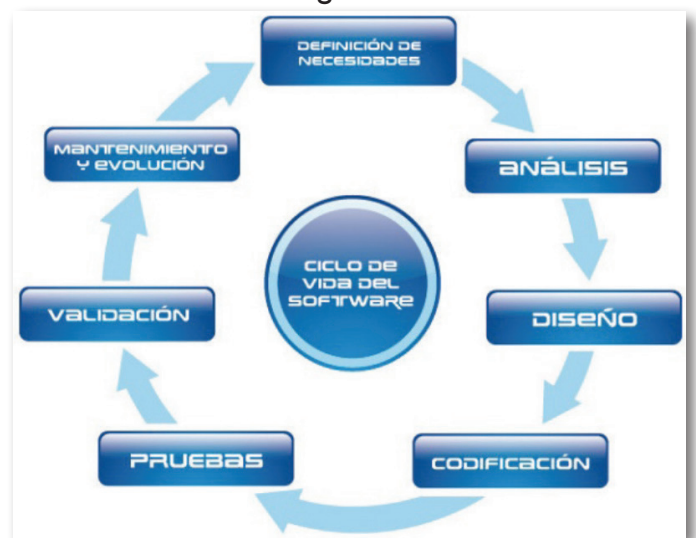 DEFINICIÓN DE
NECESIDADES
ANÁLISIS
DISEÑO
CODIFICACIÓN
PRUEBAS
VALIDACIÓN
MANTENIMIENTO
Y EVOLUCIÓN
CICLO DE
VIDA DEL
SOFTWARE